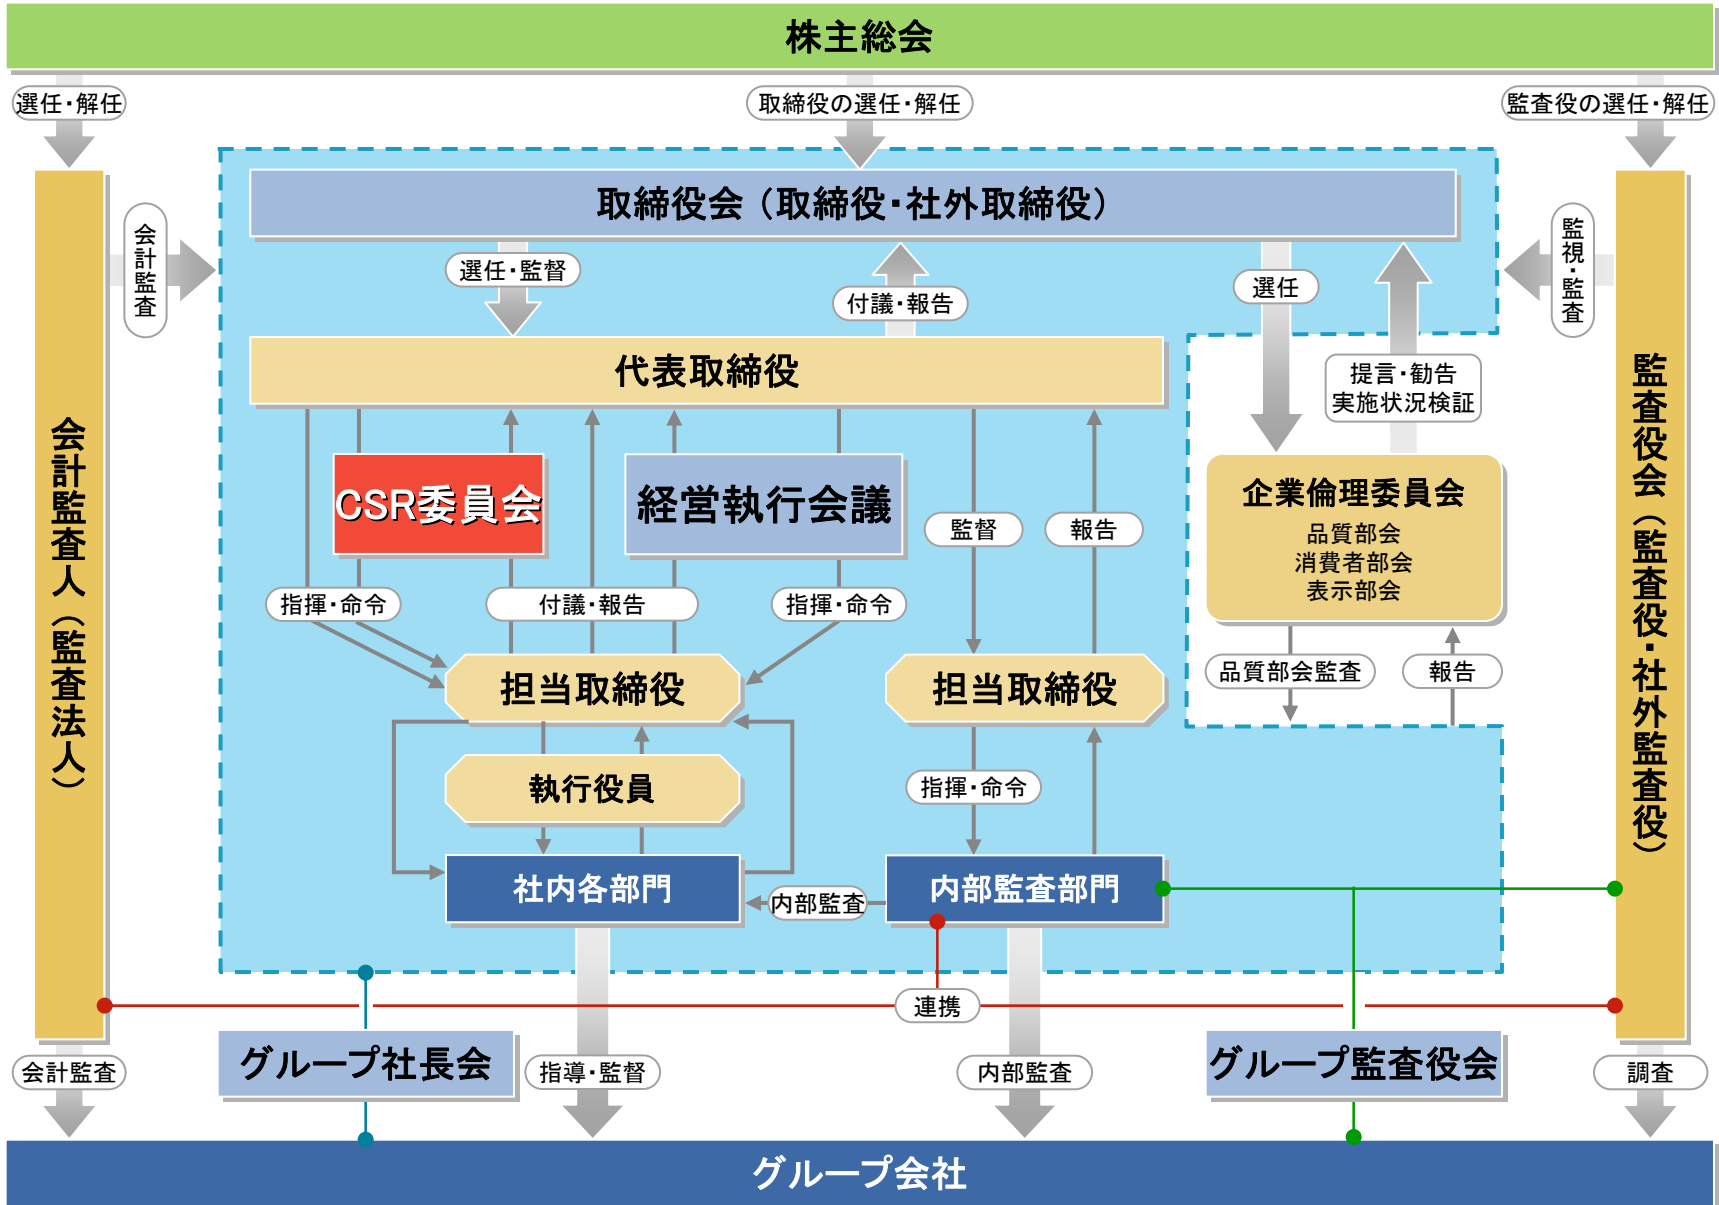 株主総会
選任・解任
取締役の選任・解任
監査役の選任・解任
取締役会（取締役・社外取締役）
会計監査
監視・監査
選任・監督
付議・報告
選任
提言・勧告
実施状況検証
代表取締役
会計監査人（監査法人）
監査役会（監査役・社外監査役）
CSR委員会
経営執行会議
監督
報告
企業倫理委員会
品質部会
消費者部会
表示部会
指揮・命令
付議・報告
指揮・命令
品質部会監査
報告
担当取締役
担当取締役
執行役員
指揮・命令
社内各部門
内部監査
内部監査部門
連携
会計監査
グループ社長会
指導・監督
内部監査
グループ監査役会
調査
グループ会社